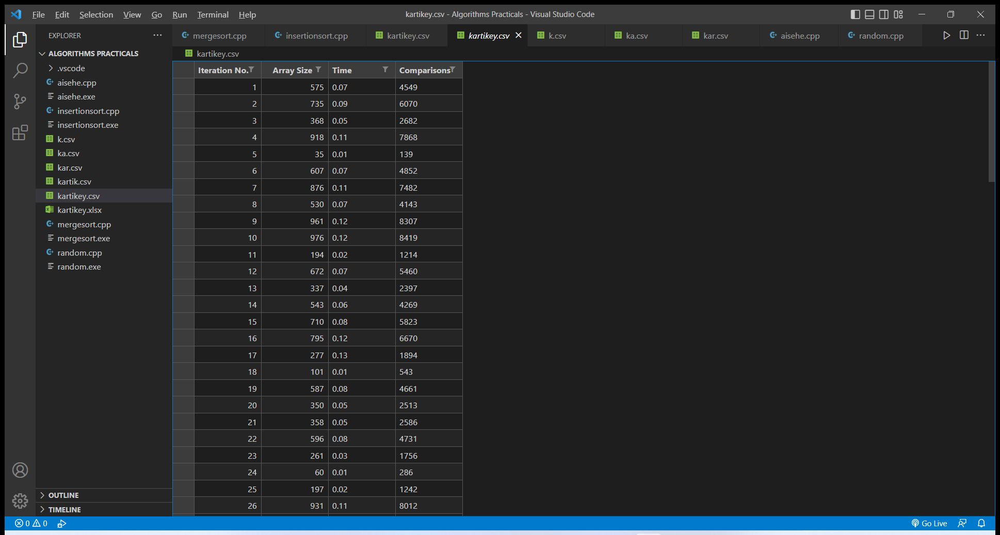 File Edit Selection View Go Run Terminal Help kartikey.csv - Algorithms Practicals - Visual Studio Code
EXPLORER
ALGORITHMS PRACTICALS
.vscode
aisehe.cpp
aisehe.exe
insertionsort.cpp
insertionsort.exe
k.csv
ka.csv
kar.csv
kartik.csv
kartikey.csv
kartikey.xlsx
mergesort.cpp
mergesort.exe
random.cpp
random.exe
OUTLINE
TIMELINE
mergesort.cpp insertionsort.cpp kartikey.csv kartikey.csv k.csv ka.csv kar.csv aisehe.cpp random.cpp
kartikey.csv
Iteration No. Array Size Time Comparisons
1 575 0.07 4549
2 735 0.09 6070
3 368 0.05 2682
4 918 0.11 7868
5 35 0.01 139
6 607 0.07 4852
7 876 0.11 7482
8 530 0.07 4143
9 961 0.12 8307
10 976 0.12 8419
11 194 0.02 1214
12 672 0.07 5460
13 337 0.04 2397
14 543 0.06 4269
15 710 0.08 5823
16 795 0.12 6670
17 277 0.13 1894
18 101 0.01 543
19 587 0.08 4661
20 350 0.05 2513
21 358 0.05 2586
22 596 0.08 4731
23 261 0.03 1756
24 60 0.01 286
25 197 0.02 1242
26 931 0.11 8012
0 0 Go Live